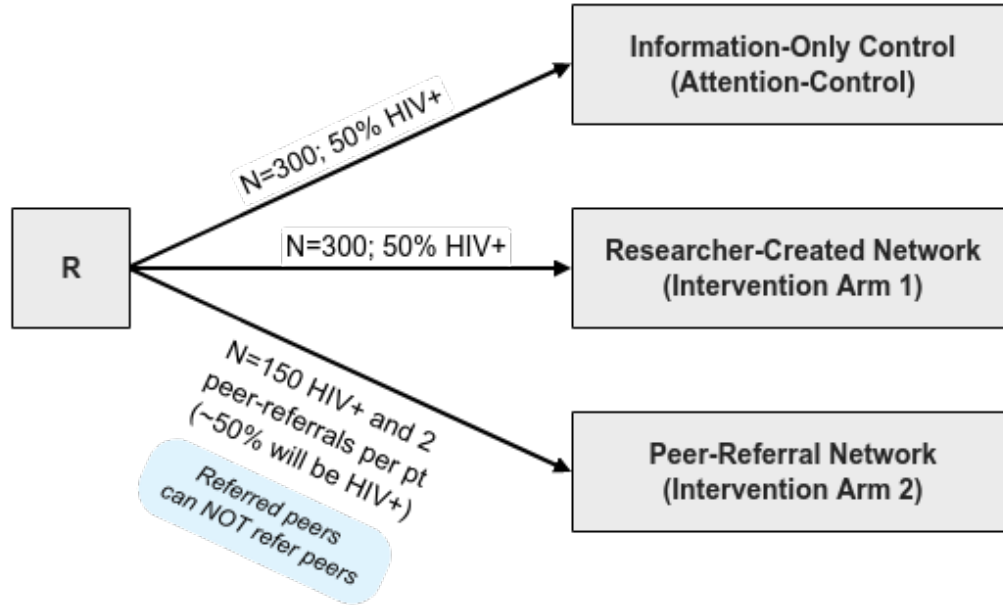 Information-Only Control
(Attention-Control)
N=300; 50% HIV+
R
N=300; 50% HIV+
Researcher-Created Network
(Intervention Arm 1)
N=150 HIV+ and 2
peer-referrals per pt
(~50% will be HIV+)
Referred peers
can NOT refer peers
Peer-Referral Network
(Intervention Arm 2)